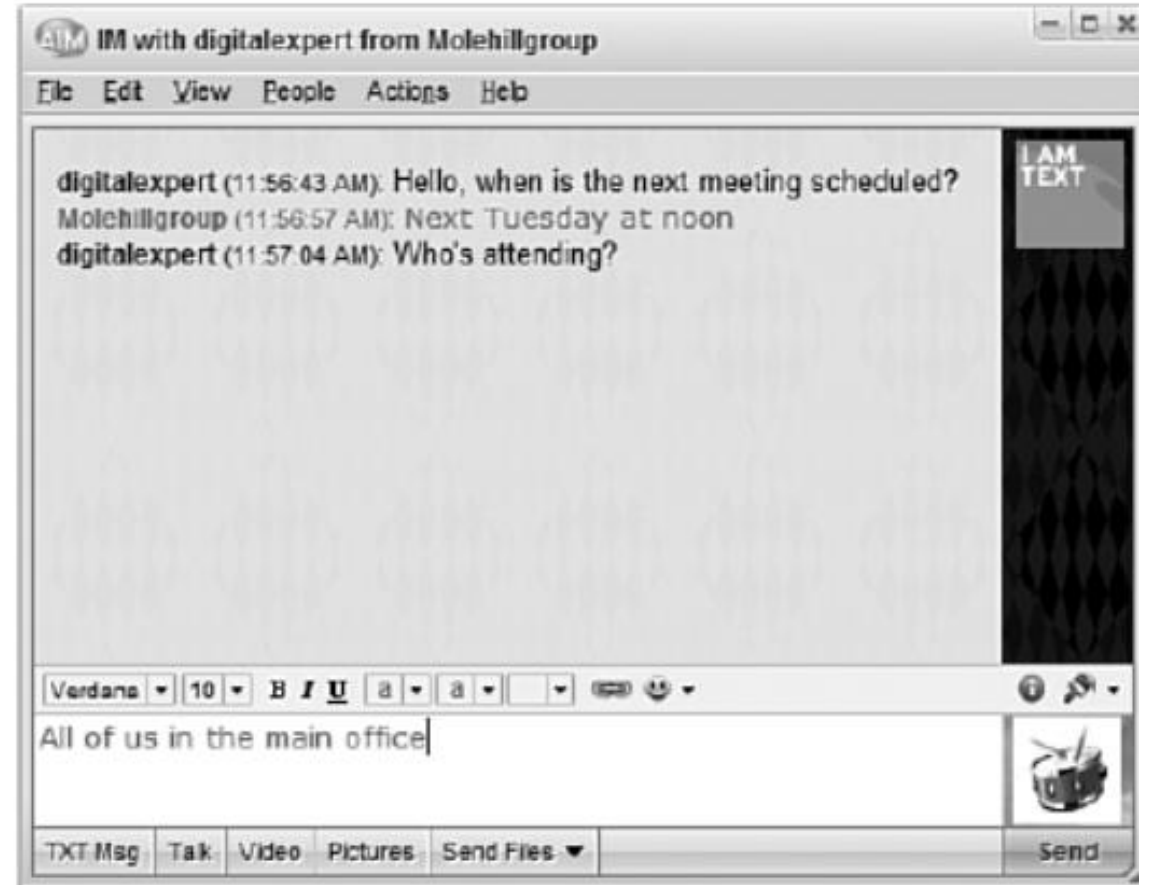 AIM IM with digitalexpert from Molehillgroup
File Edit View People Actions Help
digitalexpert (11:56:43 AM): Hello, when is the next meeting scheduled?
Molehillgroup (11:56:57 AM): Next Tuesday at noon
digitalexpert (11:57:04 AM): Who's attending?
I AM
TEXT
Verdana 10 B I U a a
All of us in the main office
TXT Msg Talk Video Pictures Send Files Send